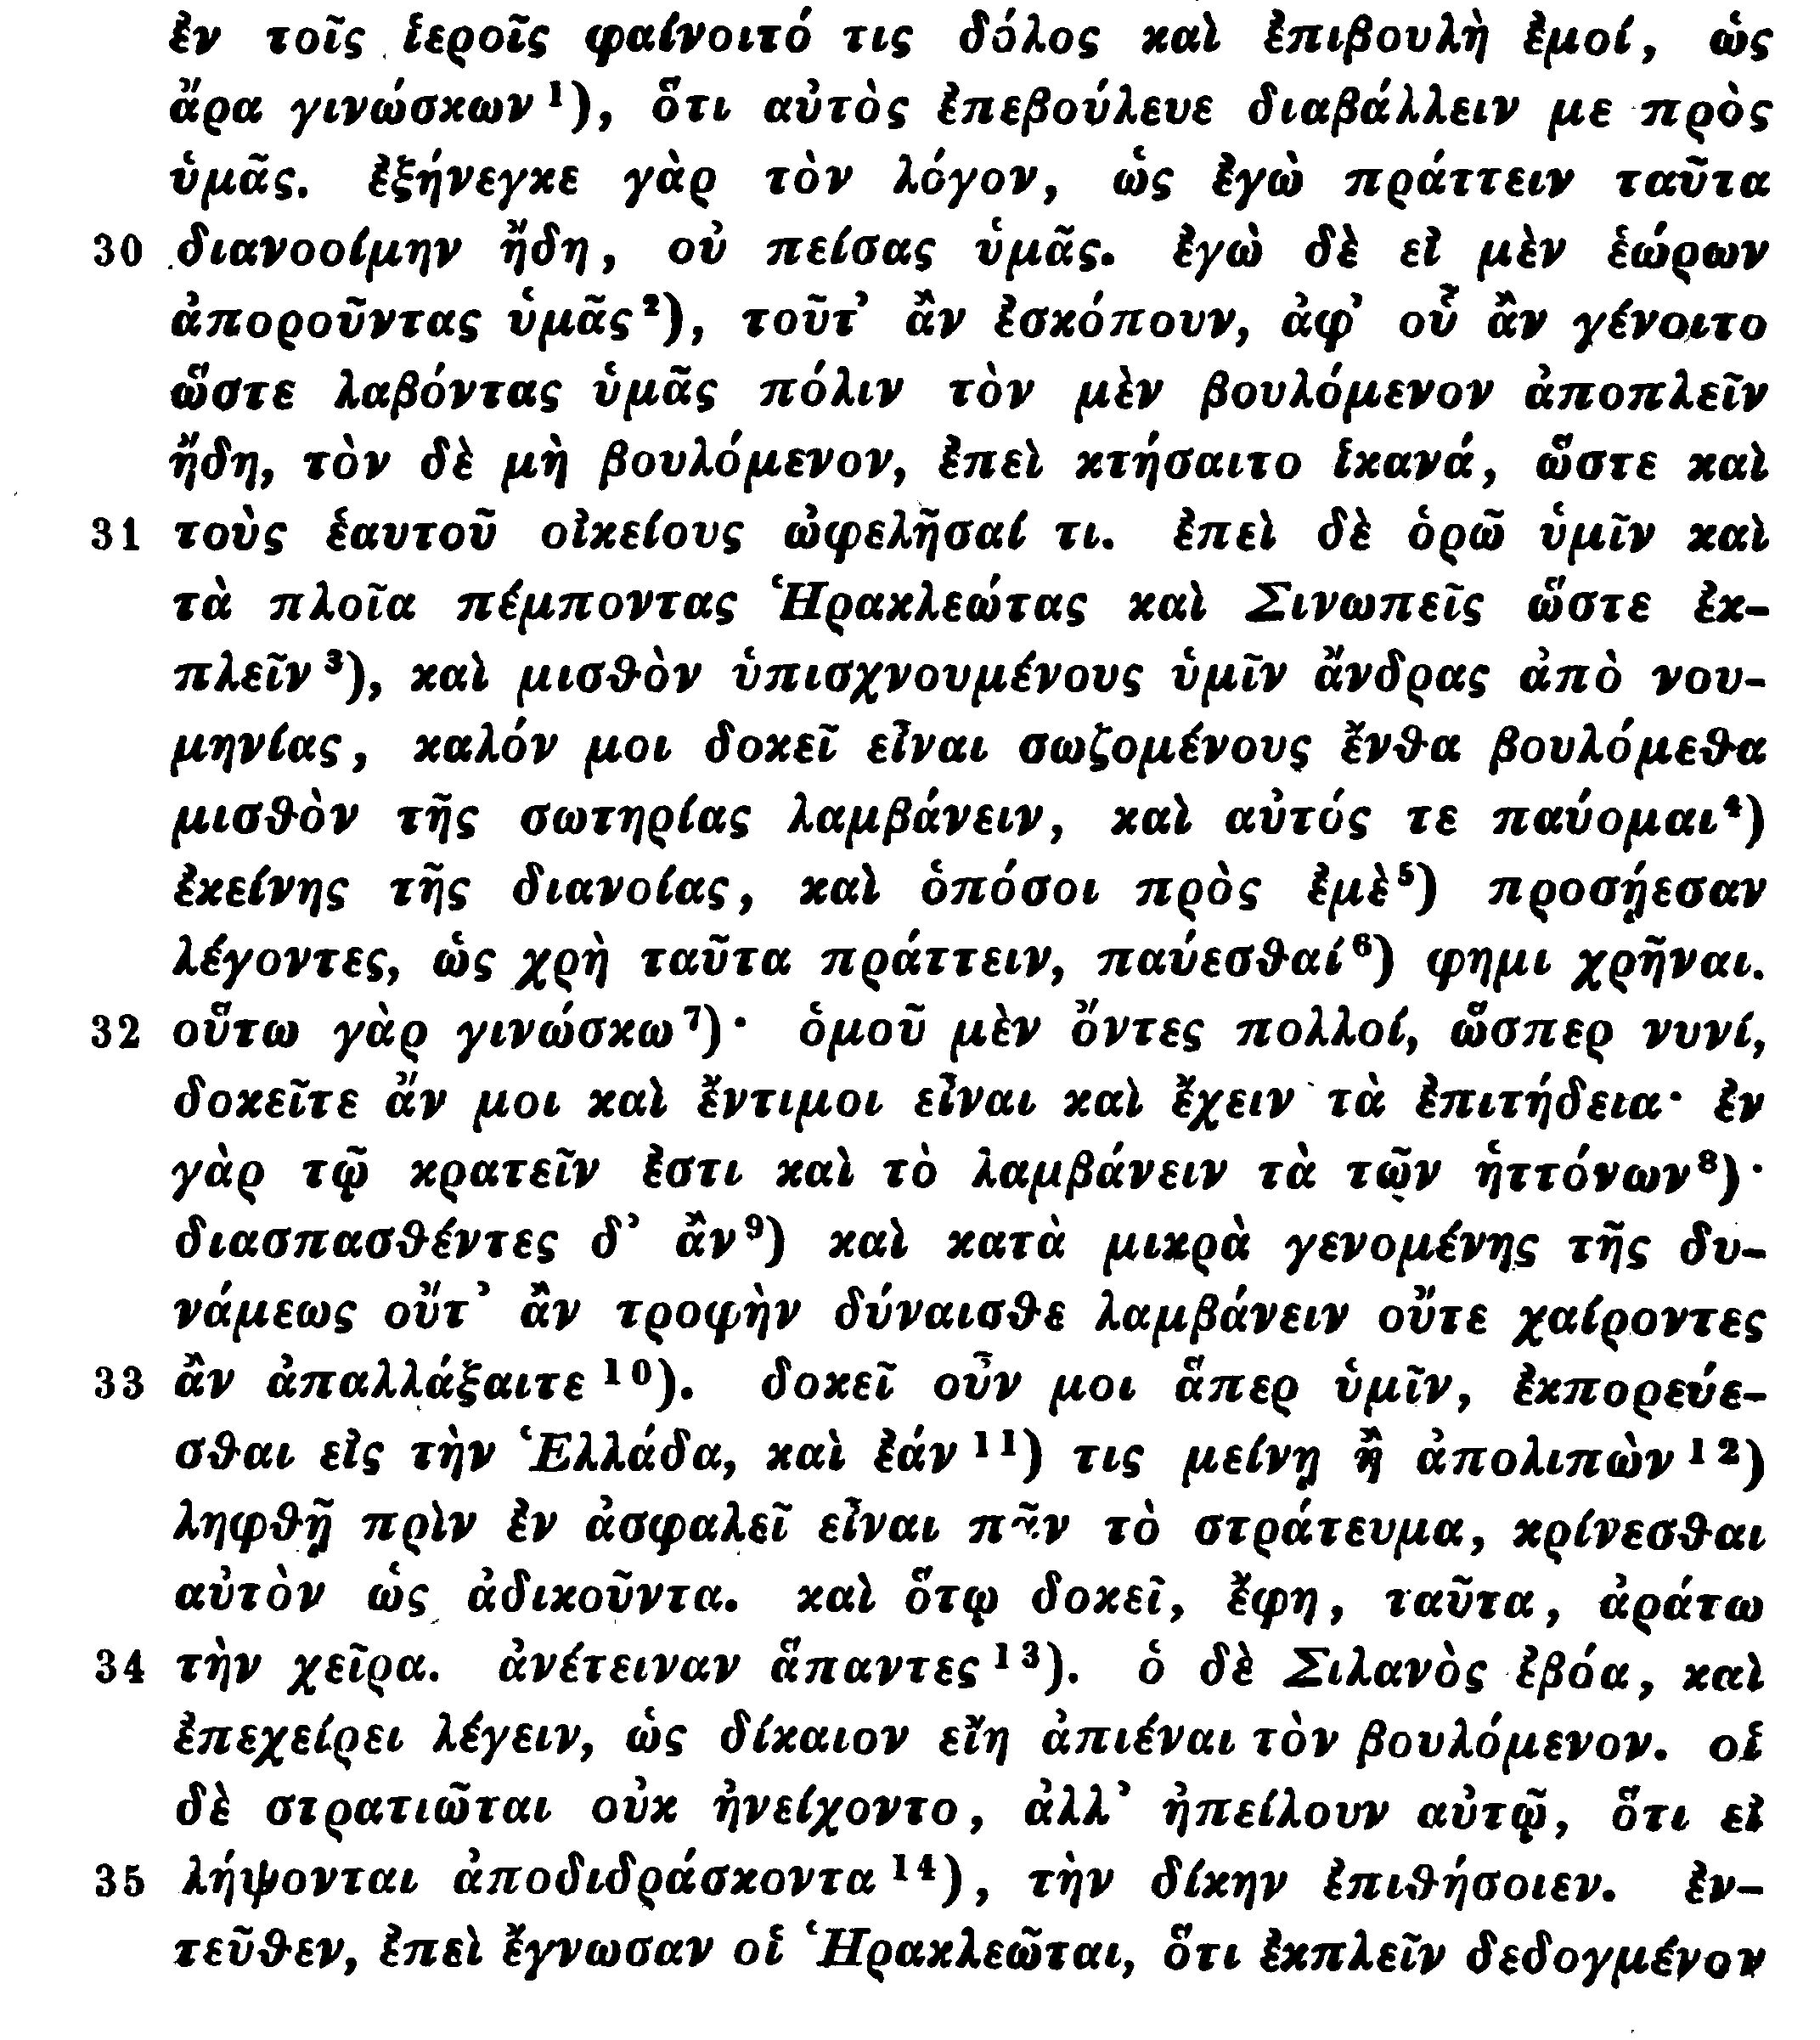 ἐν τοῖς ἱεροῖς φαίνοιτό τις δόλος καὶ ἐπιβουλὴ ἐμοί, ὡς
ἄρα γινώσκων¹), ὅτι αὐτὸς ἐπεβούλευε διαβάλλειν με πρὸς
ὑμᾶς. ἐξήνεγκε γὰρ τὸν λόγον, ὡς ἐγὼ πράττειν ταῦτα
30 διανοοίμην ἤδη, οὐ πείσας ὑμᾶς. ἐγὼ δὲ εἰ μὲν ἑώρων
ἀποροῦντας ὑμᾶς²), τοῦτ’ ἂν ἐσκόπουν, ἀφ’ οὗ ἂν γένοιτο
ὥστε λαβόντας ὑμᾶς πόλιν τὸν μὲν βουλόμενον ἀποπλεῖν
ἤδη, τὸν δὲ μὴ βουλόμενον, ἐπεὶ κτήσαιτο ἱκανά, ὥστε καὶ
31 τοὺς ἑαυτοῦ οἰκείους ὠφελῆσαί τι. ἐπεὶ δὲ ὁρῶ ὑμῖν καὶ
τὰ πλοῖα πέμποντας Ἡρακλεώτας καὶ Σινωπεῖς ὥστε ἐκ-
πλεῖν³), καὶ μισθὸν ὑπισχνουμένους ὑμῖν ἄνδρας ἀπὸ νου-
μηνίας, καλόν μοι δοκεῖ εἶναι σωζομένους ἔνθα βουλόμεθα
μισθὸν τῆς σωτηρίας λαμβάνειν, καὶ αὐτός τε παύομαι⁴)
ἐκείνης τῆς διανοίας, καὶ ὁπόσοι πρὸς ἐμὲ⁵) προσῄεσαν
λέγοντες, ὡς χρὴ ταῦτα πράττειν, παύεσθαί⁶) φημι χρῆναι.
32 οὕτω γὰρ γινώσκω⁷)· ὁμοῦ μὲν ὄντες πολλοί, ὥσπερ νυνί,
δοκεῖτε ἄν μοι καὶ ἔντιμοι εἶναι καὶ ἔχειν τὰ ἐπιτήδεια· ἐν
γὰρ τῷ κρατεῖν ἐστι καὶ τὸ λαμβάνειν τὰ τῶν ἡττόνων⁸)·
διασπασθέντες δ’ ἂν⁹) καὶ κατὰ μικρὰ γενομένης τῆς δυ-
νάμεως οὔτ’ ἂν τροφὴν δύναισθε λαμβάνειν οὔτε χαίροντες
33 ἂν ἀπαλλάξαιτε¹⁰). δοκεῖ οὖν μοι ἅπερ ὑμῖν, ἐκπορεύε-
σθαι εἰς τὴν Ἑλλάδα, καὶ ἐάν¹¹) τις μείνῃ ἢ ἀπολιπὼν¹²)
ληφθῇ πρὶν ἐν ἀσφαλεῖ εἶναι πᾶν τὸ στράτευμα, κρίνεσθαι
αὐτὸν ὡς ἀδικοῦντα. καὶ ὅτῳ δοκεῖ, ἔφη, ταῦτα, ἀράτω
34 τὴν χεῖρα. ἀνέτειναν ἅπαντες¹³). ὁ δὲ Σιλανὸς ἐβόα, καὶ
ἐπεχείρει λέγειν, ὡς δίκαιον εἴη ἀπιέναι τὸν βουλόμενον. οἱ
δὲ στρατιῶται οὐκ ἠνείχοντο, ἀλλ’ ἠπείλουν αὐτῷ, ὅτι εἰ
35 λήψονται ἀποδιδράσκοντα¹⁴), τὴν δίκην ἐπιθήσοιεν. ἐν-
τεῦθεν, ἐπεὶ ἔγνωσαν οἱ Ἡρακλεῶται, ὅτι ἐκπλεῖν δεδογμένον